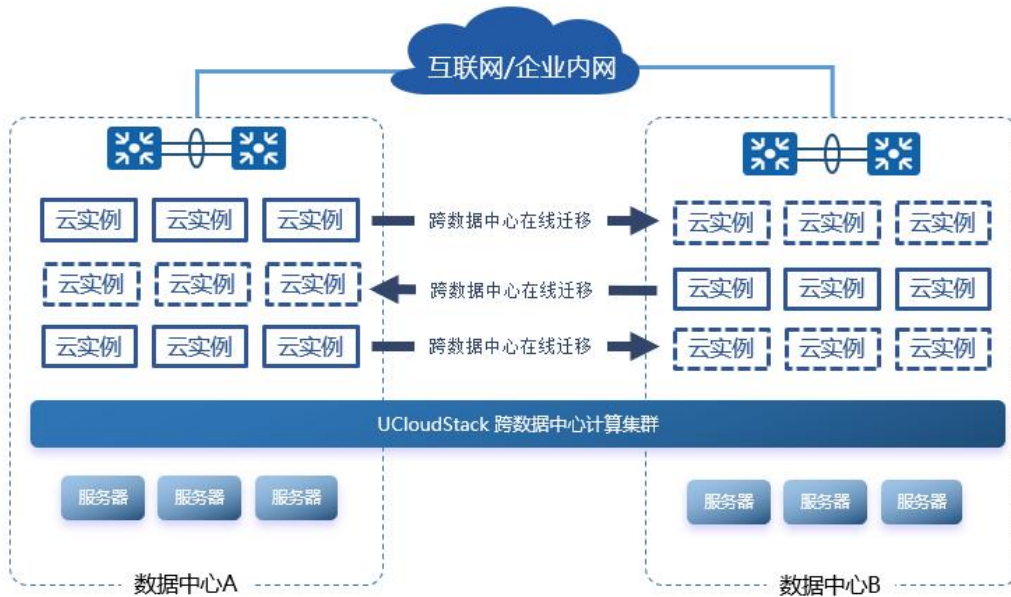 互联网/企业内网
云实例 云实例 云实例 跨数据中心在线迁移 云实例 云实例 云实例
云实例 云实例 云实例 跨数据中心在线迁移 云实例 云实例 云实例
云实例 云实例 云实例 跨数据中心在线迁移 云实例 云实例 云实例
UCloudStack 跨数据中心计算集群
服务器 服务器 服务器 服务器 服务器 服务器
数据中心A 数据中心B